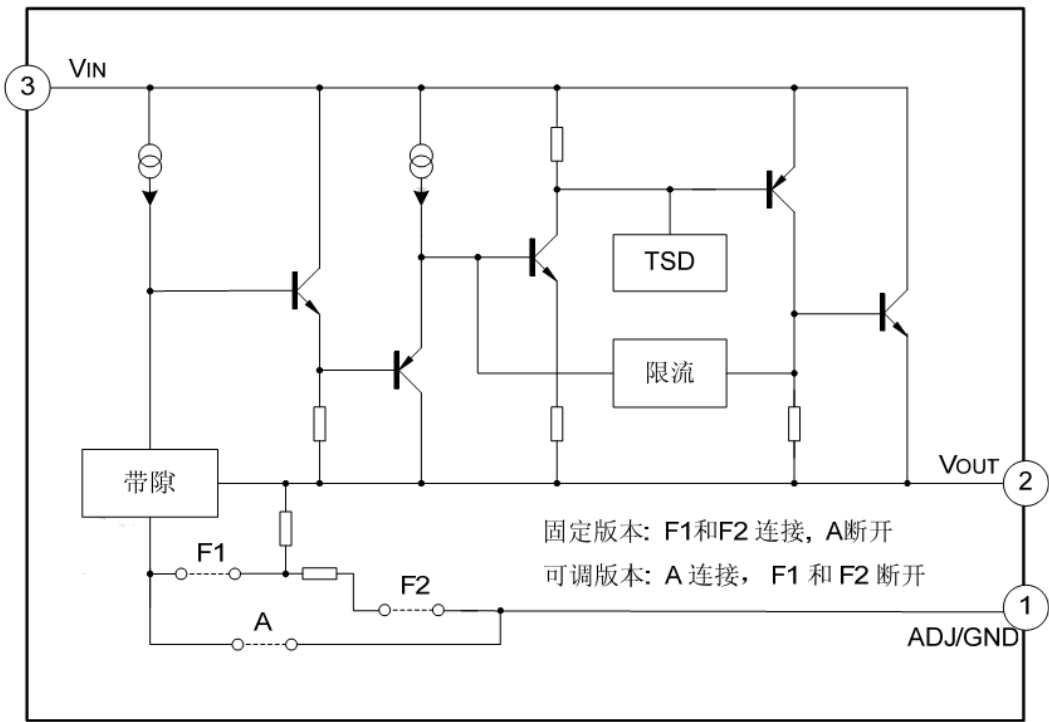 3
VIN
TSD
限流
带隙
VOUT
2
固定版本: F1和F2 连接, A断开
F1
可调版本: A 连接, F1 和 F2 断开
F2
1
A
ADJ/GND